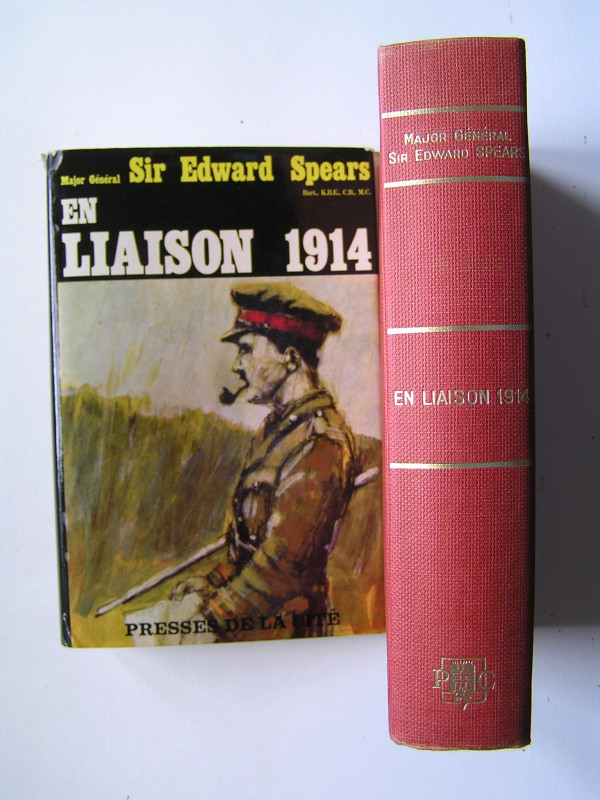 Major Général Sir Edward Spears
Bart., K.B.E., C.B., M.C.
EN
LIAISON 1914
PRESSES DE LA CITÉ
MAJOR GÉNÉRAL
SIR EDWARD SPEARS
EN LIAISON 1914
P C